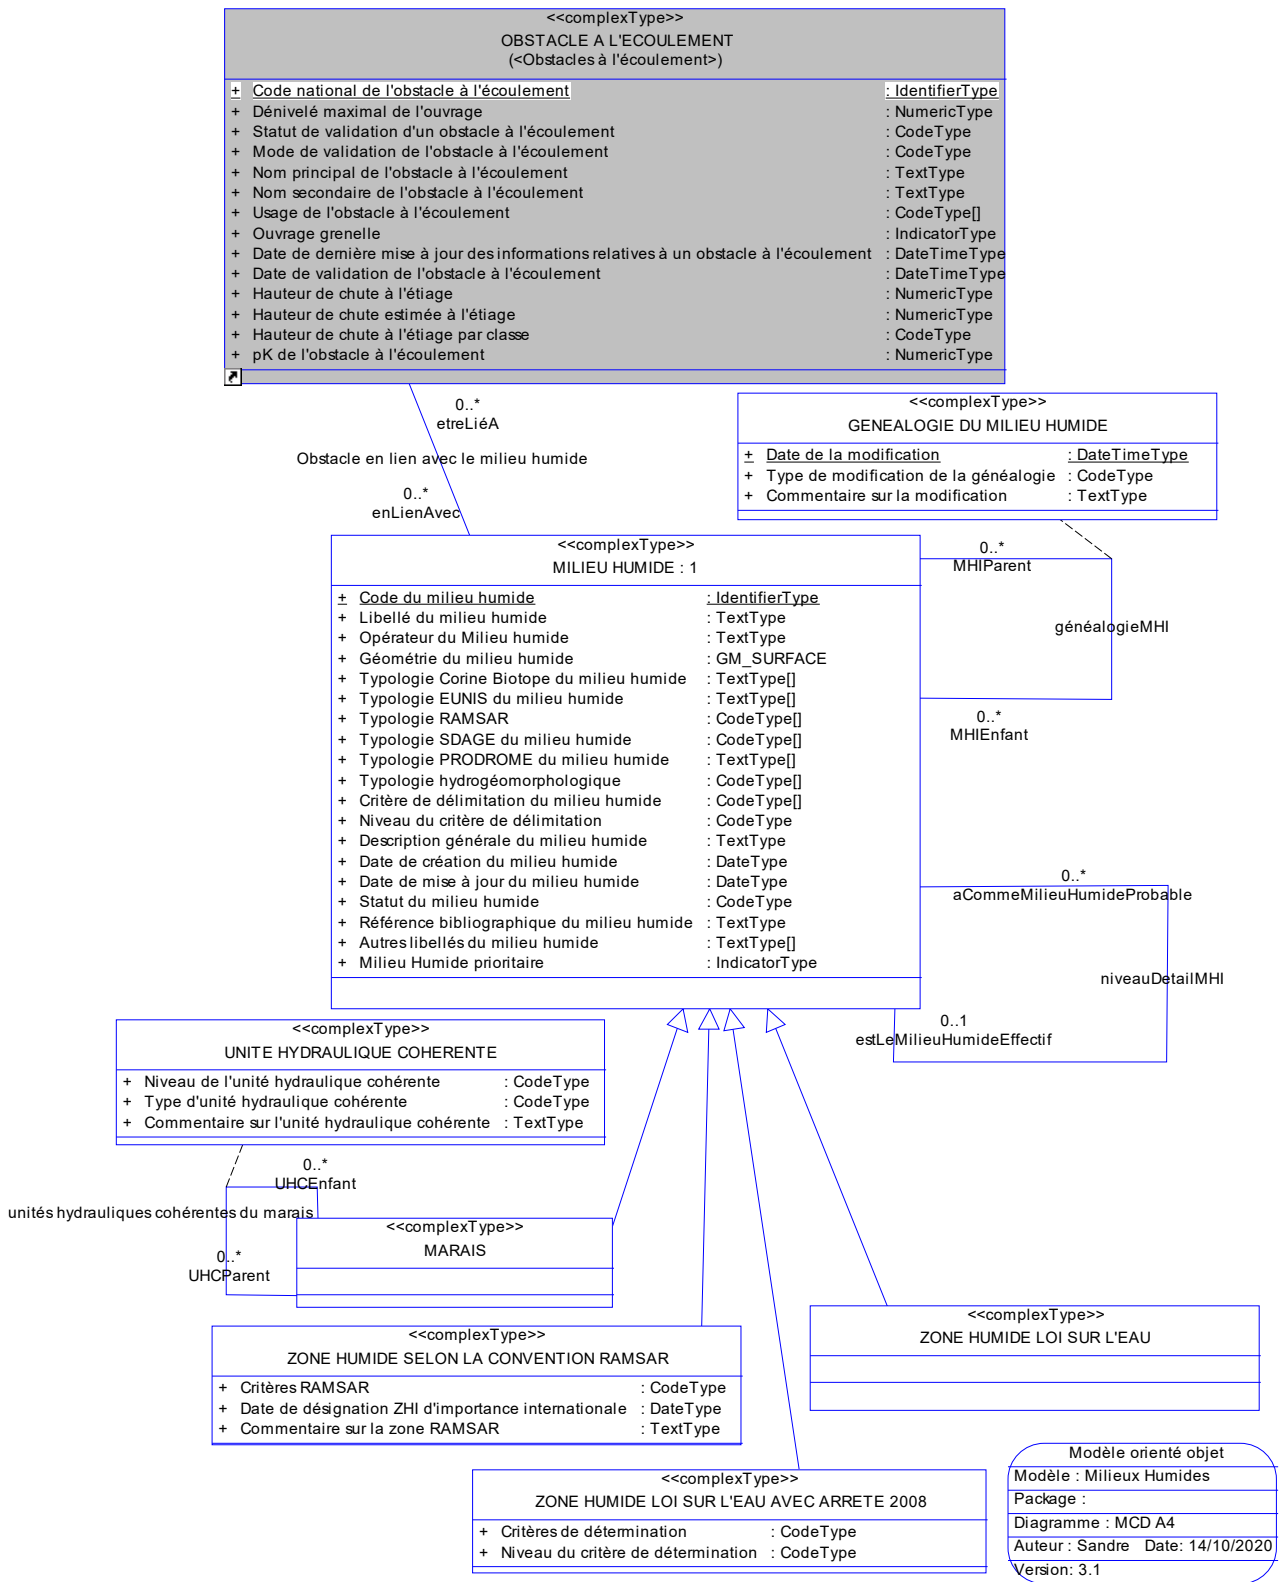 <<complexType>>
OBSTACLE A L'ECOULEMENT
(<Obstacles à l'écoulement>)
+ Code national de l'obstacle à l'écoulement : IdentifierType
+ Dénivelé maximal de l'ouvrage : NumericType
+ Statut de validation d'un obstacle à l'écoulement : CodeType
+ Mode de validation de l'obstacle à l'écoulement : CodeType
+ Nom principal de l'obstacle à l'écoulement : TextType
+ Nom secondaire de l'obstacle à l'écoulement : TextType
+ Usage de l'obstacle à l'écoulement : CodeType[]
+ Ouvrage grenelle : IndicatorType
+ Date de dernière mise à jour des informations relatives à un obstacle à l'écoulement : DateTimeType
+ Date de validation de l'obstacle à l'écoulement : DateTimeType
+ Hauteur de chute à l'étiage : NumericType
+ Hauteur de chute estimée à l'étiage : NumericType
+ Hauteur de chute à l'étiage par classe : CodeType
+ pK de l'obstacle à l'écoulement : NumericType
0..*
etreLiéA
Obstacle en lien avec le milieu humide
0..*
enLienAvec
<<complexType>>
GENEALOGIE DU MILIEU HUMIDE
+ Date de la modification : DateTimeType
+ Type de modification de la généalogie : CodeType
+ Commentaire sur la modification : TextType
0..*
MHIParent
généalogieMHI
0..*
MHIEnfant
<<complexType>>
MILIEU HUMIDE : 1
+ Code du milieu humide : IdentifierType
+ Libellé du milieu humide : TextType
+ Opérateur du Milieu humide : TextType
+ Géométrie du milieu humide : GM_SURFACE
+ Typologie Corine Biotope du milieu humide : TextType[]
+ Typologie EUNIS du milieu humide : TextType[]
+ Typologie RAMSAR : CodeType[]
+ Typologie SDAGE du milieu humide : CodeType[]
+ Typologie PRODROME du milieu humide : TextType[]
+ Typologie hydrogéomorphologique : CodeType[]
+ Critère de délimitation du milieu humide : CodeType[]
+ Niveau du critère de délimitation : CodeType
+ Description générale du milieu humide : TextType
+ Date de création du milieu humide : DateType
+ Date de mise à jour du milieu humide : DateType
+ Statut du milieu humide : CodeType
+ Référence bibliographique du milieu humide : TextType
+ Autres libellés du milieu humide : TextType[]
+ Milieu Humide prioritaire : IndicatorType
0..*
aCommeMilieuHumideProbable
niveauDetailMHI
0..1
estLeMilieuHumideEffectif
<<complexType>>
UNITE HYDRAULIQUE COHERENTE
+ Niveau de l'unité hydraulique cohérente : CodeType
+ Type d'unité hydraulique cohérente : CodeType
+ Commentaire sur l'unité hydraulique cohérente : TextType
0..*
UHCEnfant
unités hydrauliques cohérentes du marais
0..*
UHCParent
<<complexType>>
MARAIS
<<complexType>>
ZONE HUMIDE LOI SUR L'EAU
<<complexType>>
ZONE HUMIDE SELON LA CONVENTION RAMSAR
+ Critères RAMSAR : CodeType
+ Date de désignation ZHI d'importance internationale : DateType
+ Commentaire sur la zone RAMSAR : TextType
<<complexType>>
ZONE HUMIDE LOI SUR L'EAU AVEC ARRETE 2008
+ Critères de détermination : CodeType
+ Niveau du critère de détermination : CodeType
Modèle orienté objet
Modèle : Milieux Humides
Package :
Diagramme : MCD A4
Auteur : Sandre Date: 14/10/2020
Version: 3.1